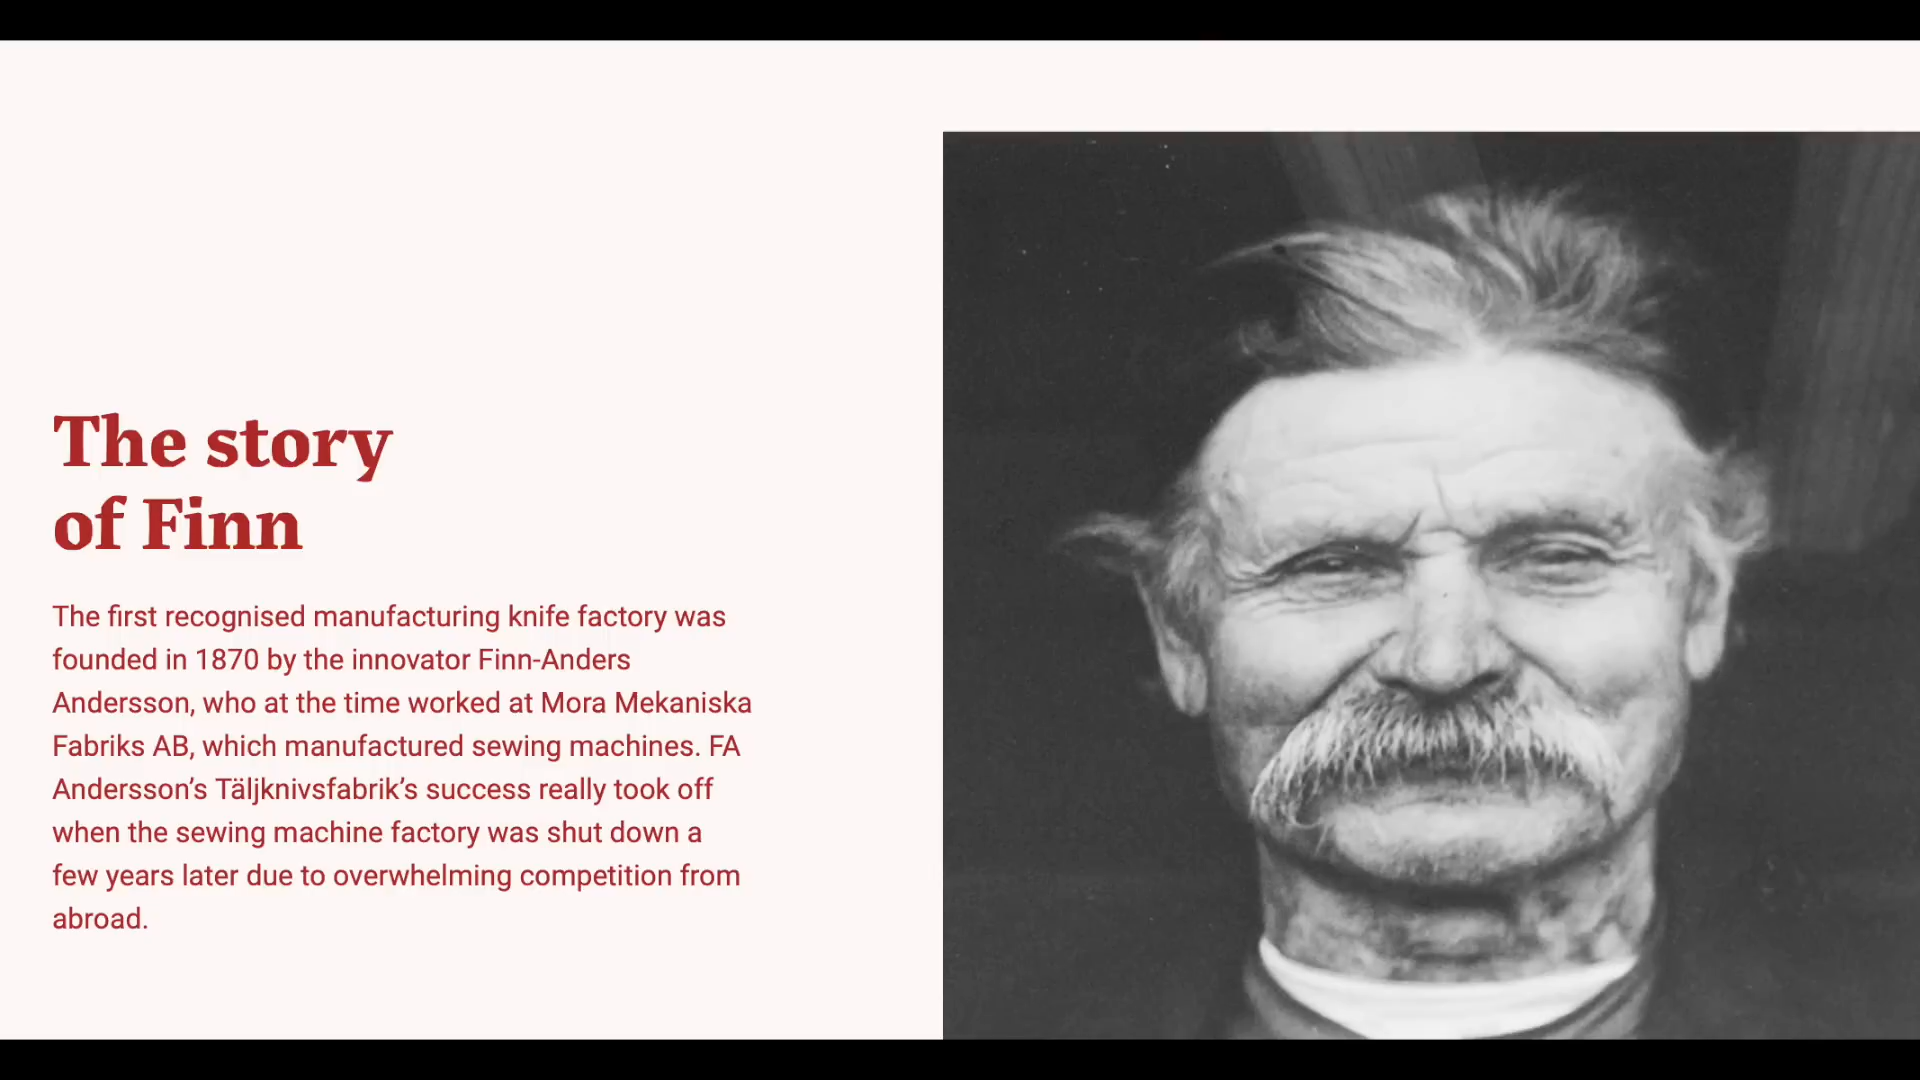 The story
of Finn
The first recognised manufacturing knife factory was
founded in 1870 by the innovator Finn-Anders
Andersson, who at the time worked at Mora Mekaniska
Fabriks AB, which manufactured sewing machines. FA
Andersson’s Täljknivsfabrik’s success really took off
when the sewing machine factory was shut down a
few years later due to overwhelming competition from
abroad.